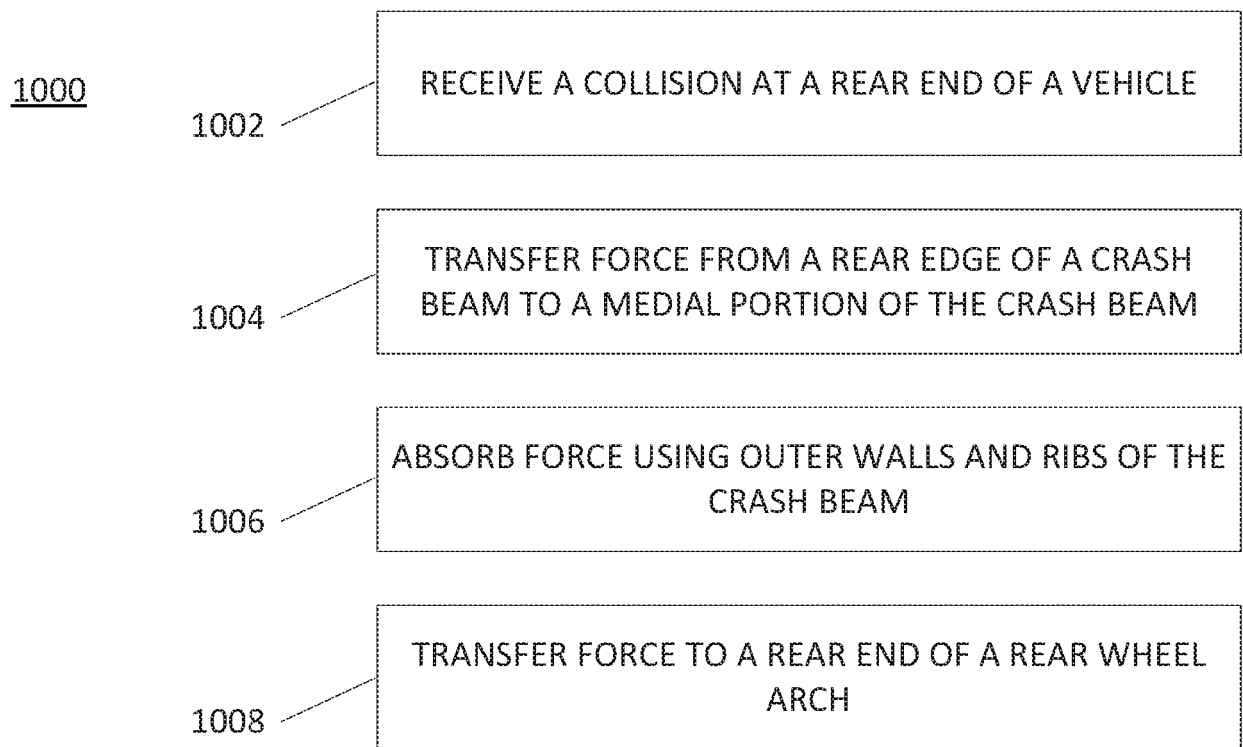 1000
RECEIVE A COLLISION AT A REAR END OF A VEHICLE
1002
TRANSFER FORCE FROM A REAR EDGE OF A CRASH
BEAM TO A MEDIAL PORTION OF THE CRASH BEAM
1004
ABSORB FORCE USING OUTER WALLS AND RIBS OF THE
CRASH BEAM
1006
TRANSFER FORCE TO A REAR END OF A REAR WHEEL
ARCH
1008